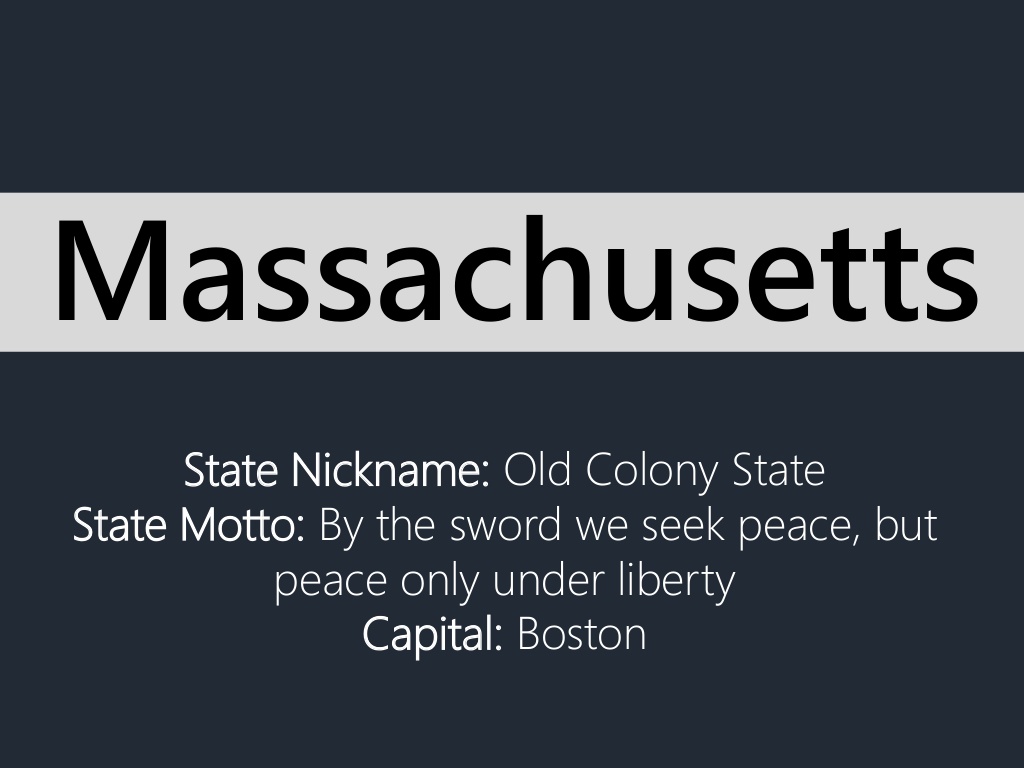 Massachusetts
State Nickname: Old Colony State
State Motto: By the sword we seek peace, but
peace only under liberty
Capital: Boston